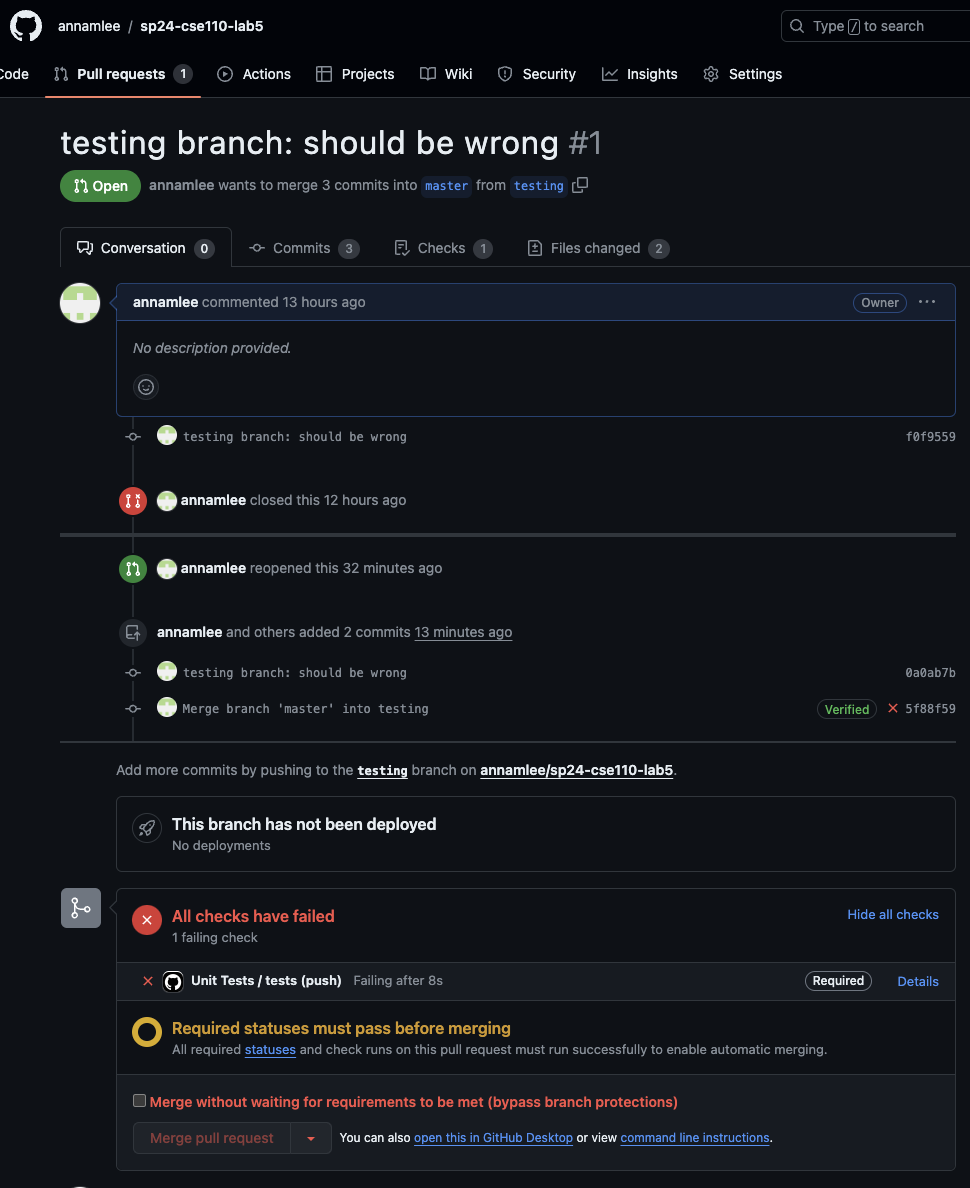 annamlee / sp24-cse110-lab5
Type / to search
Code Pull requests 1 Actions Projects Wiki Security Insights Settings
testing branch: should be wrong #1
Open annamlee wants to merge 3 commits into master from testing
Conversation 0 Commits 3 Checks 1 Files changed 2
annamlee commented 13 hours ago Owner
No description provided.
testing branch: should be wrong f0f9559
annamlee closed this 12 hours ago
annamlee reopened this 32 minutes ago
annamlee and others added 2 commits 13 minutes ago
testing branch: should be wrong 0a0ab7b
Merge branch 'master' into testing Verified 5f88f59
Add more commits by pushing to the testing branch on annamlee/sp24-cse110-lab5.
This branch has not been deployed
No deployments
All checks have failed Hide all checks
1 failing check
Unit Tests / tests (push) Failing after 8s Required Details
Required statuses must pass before merging
All required statuses and check runs on this pull request must run successfully to enable automatic merging.
Merge without waiting for requirements to be met (bypass branch protections)
Merge pull request You can also open this in GitHub Desktop or view command line instructions.